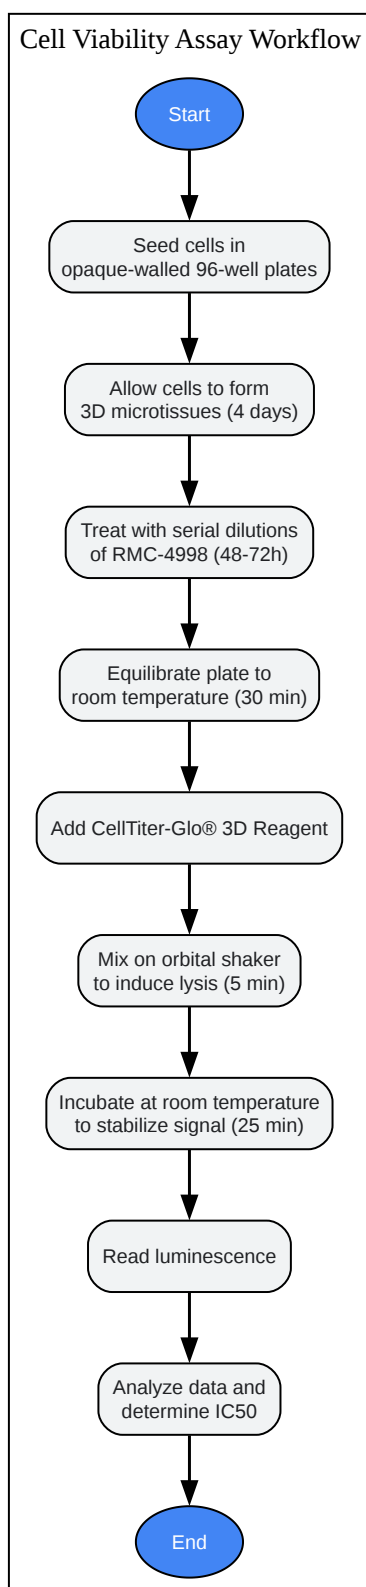 Cell Viability Assay Workflow
Start
Seed cells in
opaque-walled 96-well plates
Allow cells to form
3D microtissues (4 days)
Treat with serial dilutions
of RMC-4998 (48-72h)
Equilibrate plate to
room temperature (30 min)
Add CellTiter-Glo® 3D Reagent
Mix on orbital shaker
to induce lysis (5 min)
Incubate at room temperature
to stabilize signal (25 min)
Read luminescence
Analyze data and
determine IC50
End